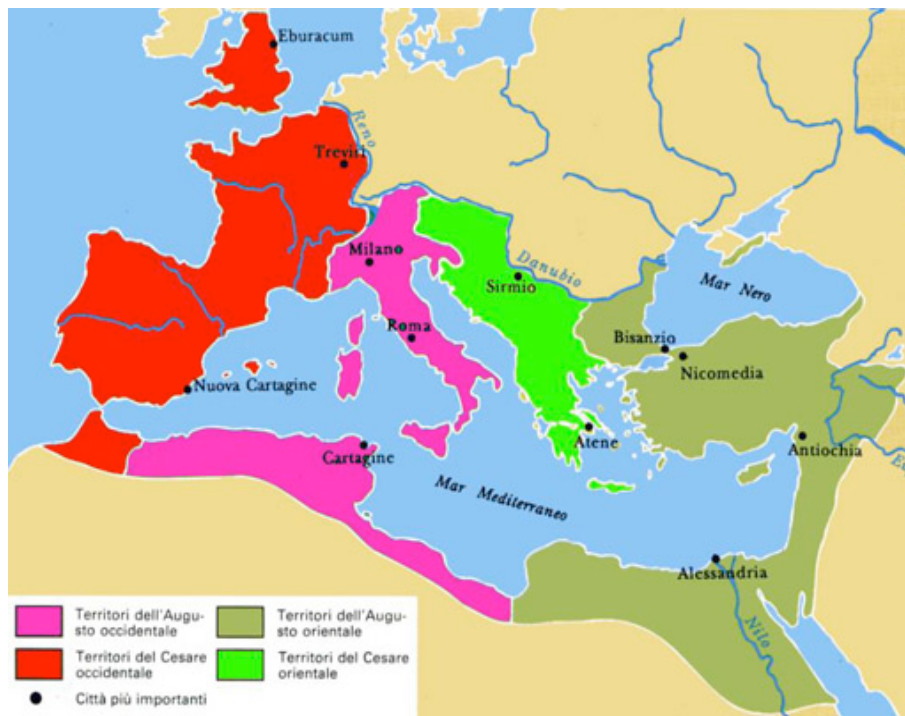 Eburacum
Reno
Treviri
Milano
Danubio
Sirmio
Mar Nero
Roma
Bisanzio
Nicomedia
Nuova Cartagine
Cartagine
Atene
Antiochia
Mar Mediterraneo
Alessandria
Nilo
Territori dell'Augu-
sto occidentale
Territori dell'Augu-
sto orientale
Territori del Cesare
occidentale
Territori del Cesare
orientale
Città più importanti